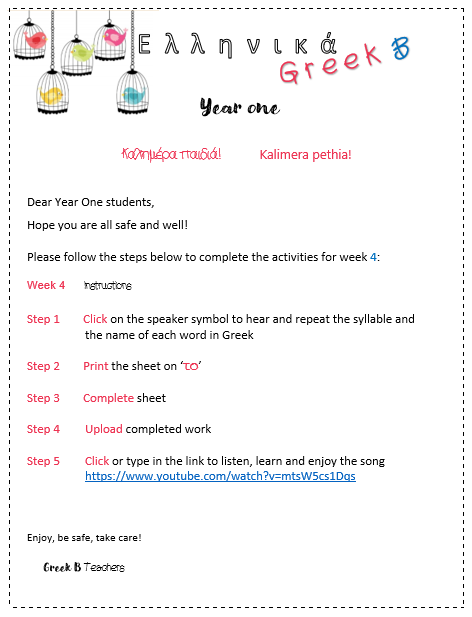 Ελληνικά
Greek B
Year one
Καλημέρα παιδιά! Kalimera pethia!
Dear Year One students,
Hope you are all safe and well!
Please follow the steps below to complete the activities for week 4:
Week 4 Instructions
Step 1 Click on the speaker symbol to hear and repeat the syllable and
the name of each word in Greek
Step 2 Print the sheet on ‘το’
Step 3 Complete sheet
Step 4 Upload completed work
Step 5 Click or type in the link to listen, learn and enjoy the song
https://www.youtube.com/watch?v=mtsW5cs1Dqs
Enjoy, be safe, take care!
Greek B Teachers